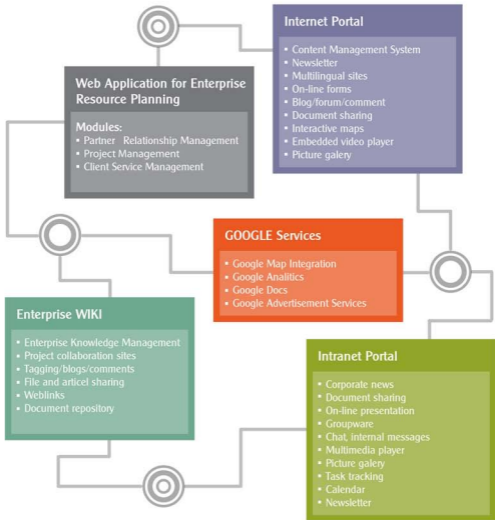 Internet Portal
• Content Management System
• Newsletter
• Multilingual sites
• On-line forms
• Blog/forum/comment
• Document sharing
• Interactive maps
• Embedded video player
• Picture galery
Web Application for Enterprise
Resource Planning
Modules:
• Partner Relationship Management
• Project Management
• Client Service Management
GOOGLE Services
• Google Map Integration
• Google Analitics
• Google Docs
• Google Advertisement Services
Enterprise WIKI
• Enterprise Knowledge Management
• Project collaboration sites
• Tagging/blogs/comments
• File and articel sharing
• Weblinks
• Document repository
Intranet Portal
• Corporate news
• Document sharing
• On-line presentation
• Groupware
• Chat, internal messages
• Multimedia player
• Picture galery
• Task tracking
• Calendar
• Newsletter